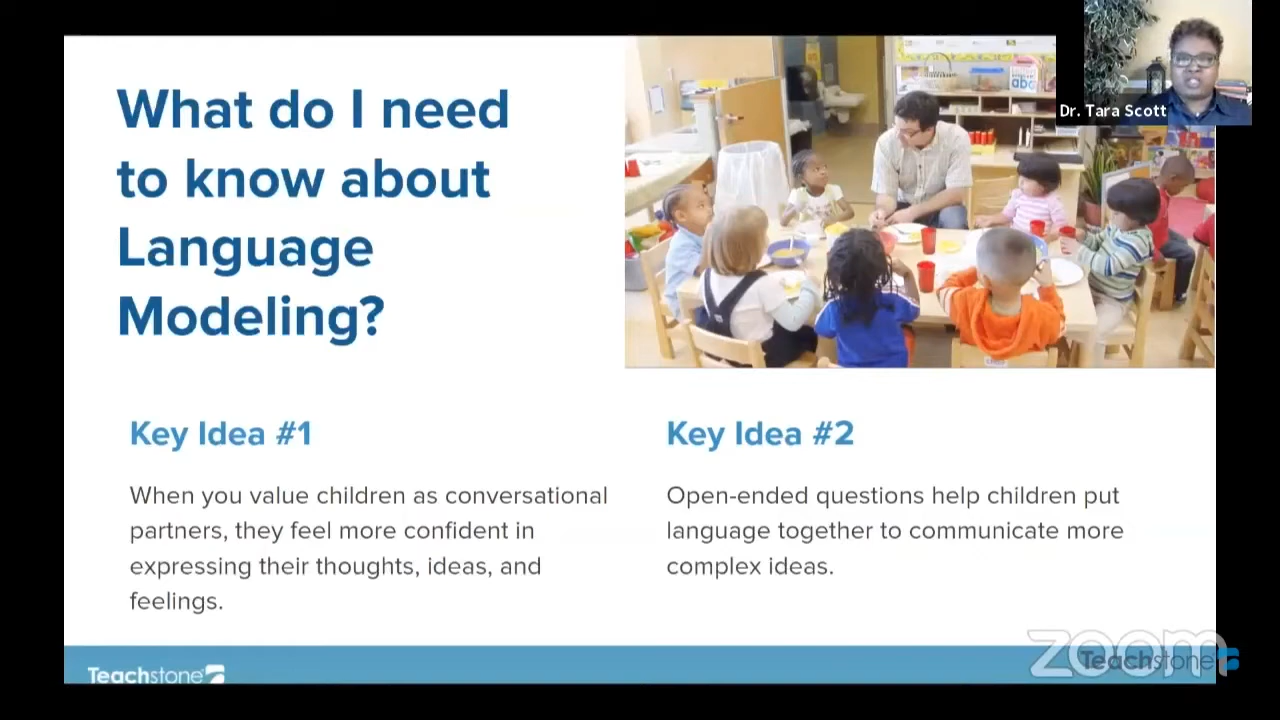 What do I need
to know about
Language
Modeling?
abc
Dr. Tara Scott
Key Idea #1
When you value children as conversational
partners, they feel more confident in
expressing their thoughts, ideas, and
feelings.
Key Idea #2
Open-ended questions help children put
language together to communicate more
complex ideas.
Teachstone
zoom
Teachstone